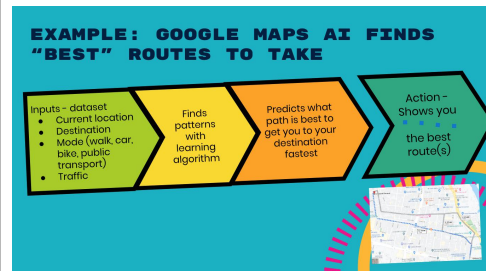 EXAMPLE: GOOGLE MAPS AI FINDS
“BEST” ROUTES TO TAKE
Inputs - dataset
● Current location
● Destination
● Mode (walk, car,
bike, public
transport)
● Traffic
Finds
patterns
with
learning
algorithm
Predicts what
path is best to
get you to your
destination
fastest
Action -
Shows you
the best
route(s)